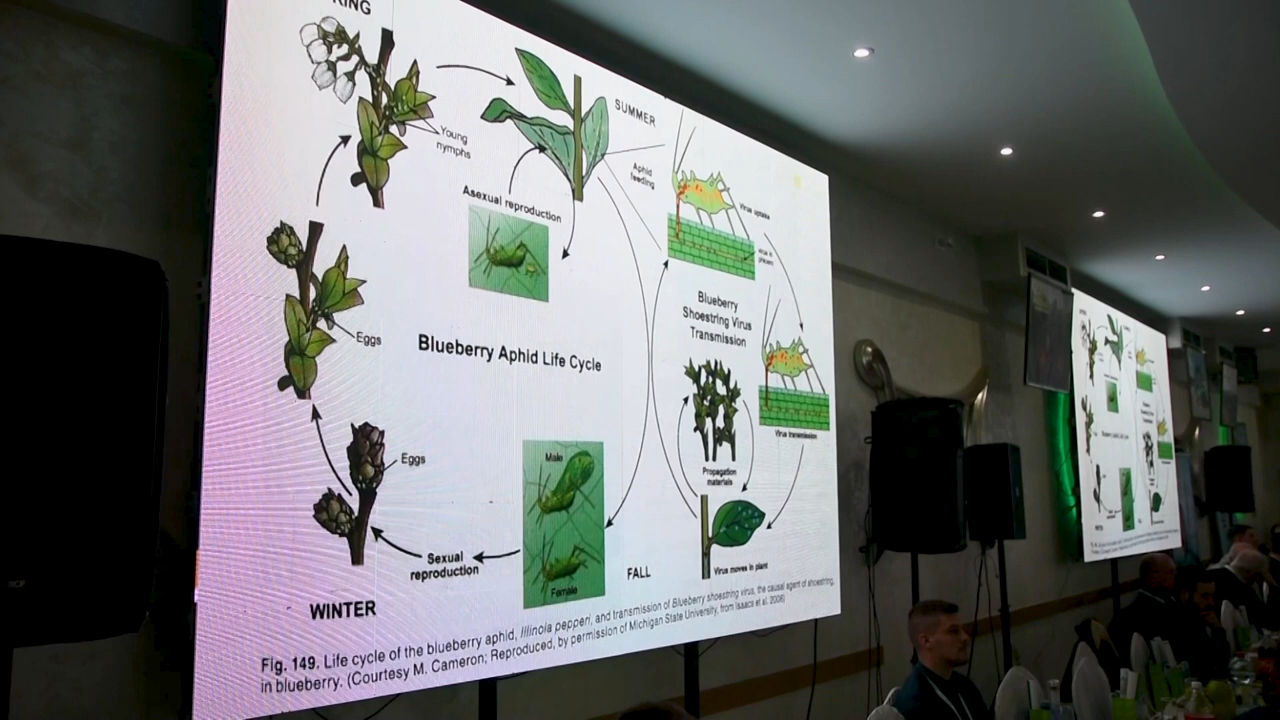 RING
Young
nymphs
SUMMER
Asexual reproduction
Aphid
feeding
Virus uptake
Eggs
Blueberry Aphid Life Cycle
Blueberry
Shoestring Virus
Transmission
Virus transmission
Eggs
Male
Female
Propagation
materials
Sexual
reproduction
FALL
Virus moves in plant
WINTER
Fig. 149. Life cycle of the blueberry aphid, Illinoia pepperi, and transmission of Blueberry shoestring virus, the causal agent of shoestring
in blueberry. (Courtesy M. Cameron; Reproduced, by permission of Michigan State University, from Isaacs et al. 2008)